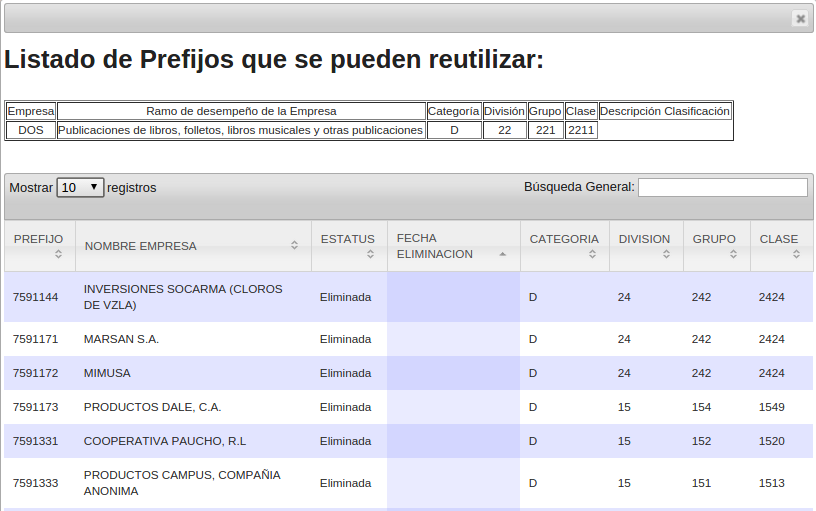 Listado de Prefijos que se pueden reutilizar:
Empresa Ramo de desempeño de la Empresa Categoría División Grupo Clase Descripción Clasificación
DOS Publicaciones de libros, folletos, libros musicales y otras publicaciones D 22 221 2211
Mostrar 10 registros Búsqueda General:
PREFIJO NOMBRE EMPRESA ESTATUS FECHA ELIMINACION CATEGORIA DIVISION GRUPO CLASE
7591144 INVERSIONES SOCARMA (CLOROS
DE VZLA) Eliminada D 24 242 2424
7591171 MARSAN S.A. Eliminada D 24 242 2424
7591172 MIMUSA Eliminada D 24 242 2424
7591173 PRODUCTOS DALE, C.A. Eliminada D 15 154 1549
7591331 COOPERATIVA PAUCHO, R.L Eliminada D 15 152 1520
7591333 PRODUCTOS CAMPUS, COMPAÑIA
ANONIMA Eliminada D 15 151 1513